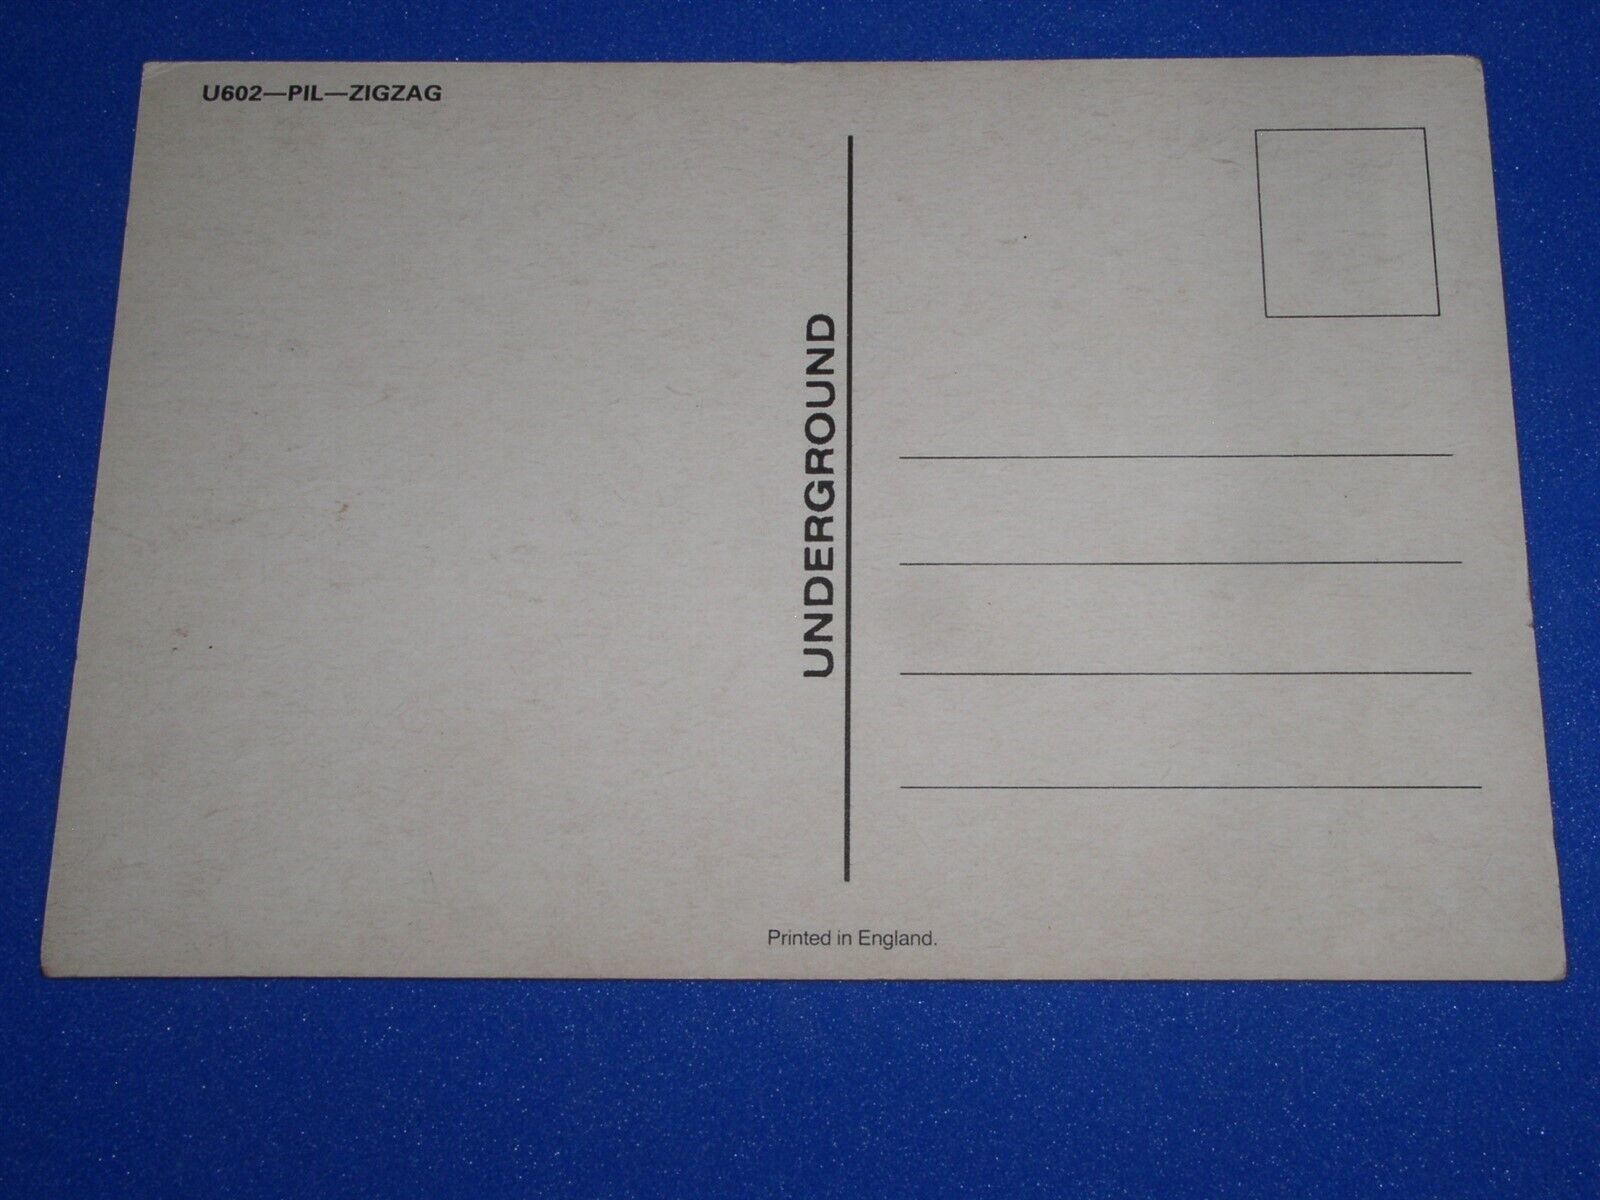 U602—PIL—ZIGZAG
UNDERGROUND
Printed in England.